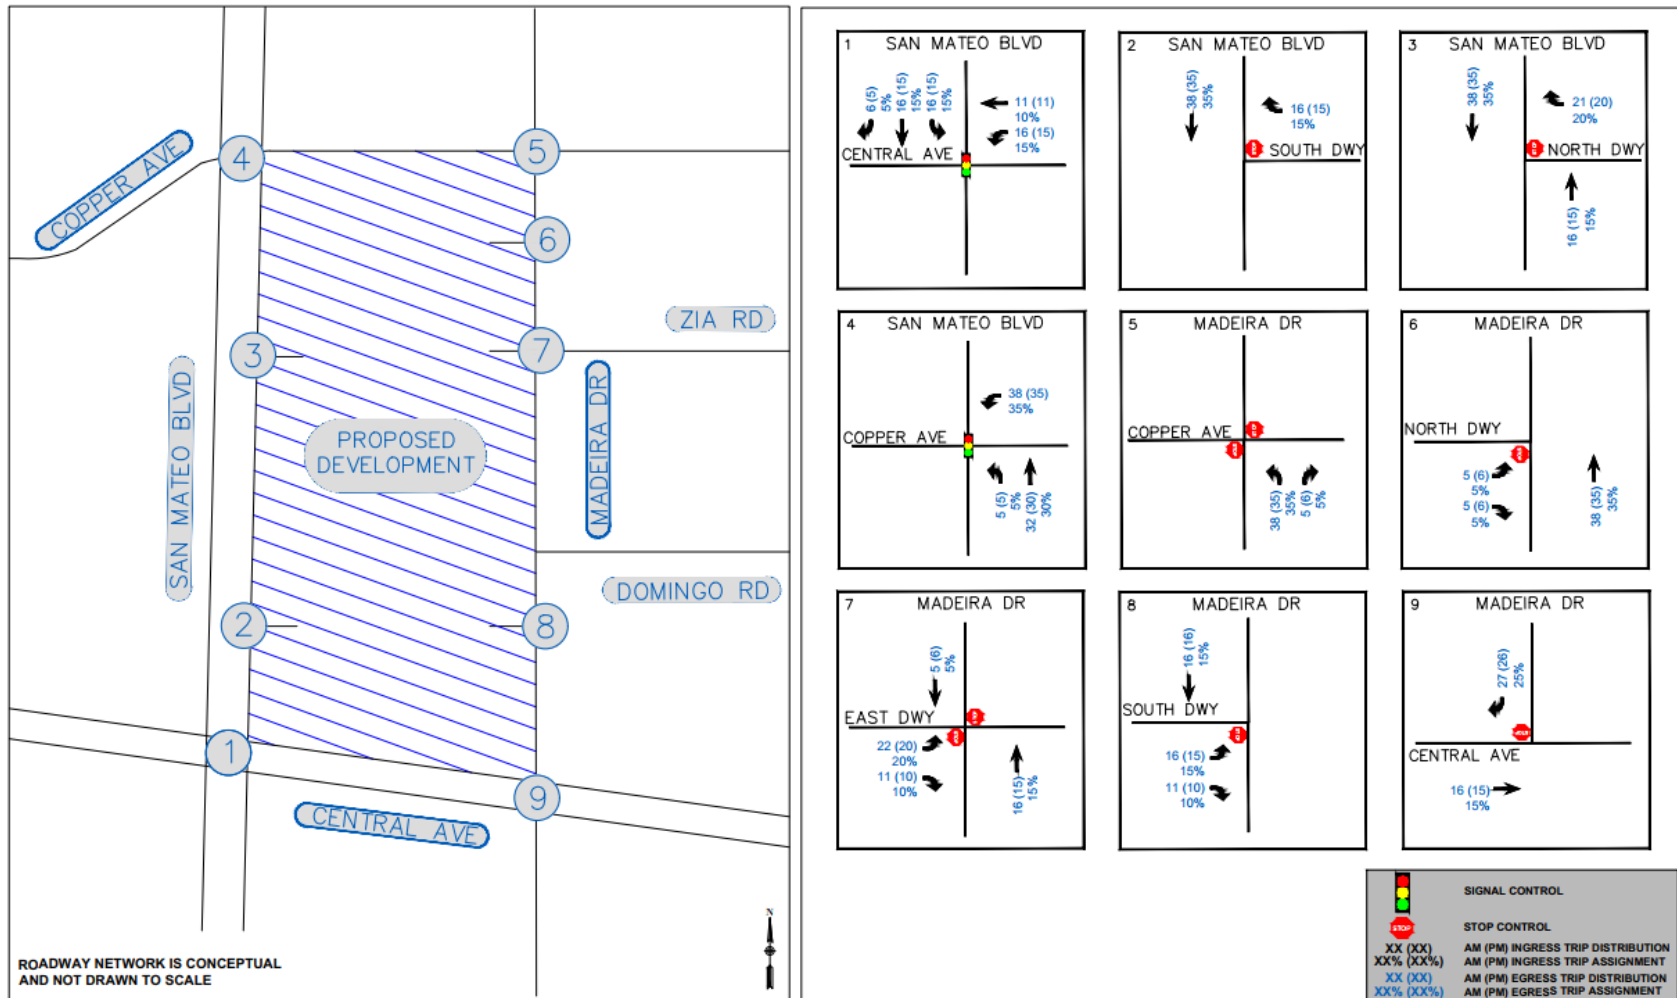 COPPER AVE
4
5
6
ZIA RD
3
7
SAN MATEO BLVD
PROPOSED
DEVELOPMENT
MADEIRA DR
DOMINGO RD
2
8
1
9
CENTRAL AVE
N
ROADWAY NETWORK IS CONCEPTUAL
AND NOT DRAWN TO SCALE
1
SAN MATEO BLVD
6 (5)
5%
16 (15)
15%
16 (15)
15%
11 (11)
10%
16 (15)
15%
CENTRAL AVE
2
SAN MATEO BLVD
38 (35)
35%
16 (15)
15%
STOP
SOUTH DWY
3
SAN MATEO BLVD
38 (35)
35%
21 (20)
20%
STOP
NORTH DWY
16 (15)
15%
4
SAN MATEO BLVD
38 (35)
35%
COPPER AVE
5 (5)
5%
32 (30)
30%
5
MADEIRA DR
STOP
COPPER AVE
STOP
38 (35)
35%
5 (6)
5%
6
MADEIRA DR
NORTH DWY
STOP
5 (6)
5%
5 (6)
5%
38 (35)
35%
7
MADEIRA DR
5 (6)
5%
EAST DWY
STOP
STOP
22 (20)
20%
11 (10)
10%
16 (15)
15%
8
MADEIRA DR
16 (16)
15%
SOUTH DWY
STOP
16 (15)
15%
11 (10)
10%
9
MADEIRA DR
27 (26)
25%
STOP
CENTRAL AVE
16 (15)
15%
SIGNAL CONTROL
STOP
STOP CONTROL
XX (XX)
AM (PM) INGRESS TRIP DISTRIBUTION
XX% (XX%)
AM (PM) INGRESS TRIP ASSIGNMENT
XX (XX)
AM (PM) EGRESS TRIP DISTRIBUTION
XX% (XX%)
AM (PM) EGRESS TRIP ASSIGNMENT